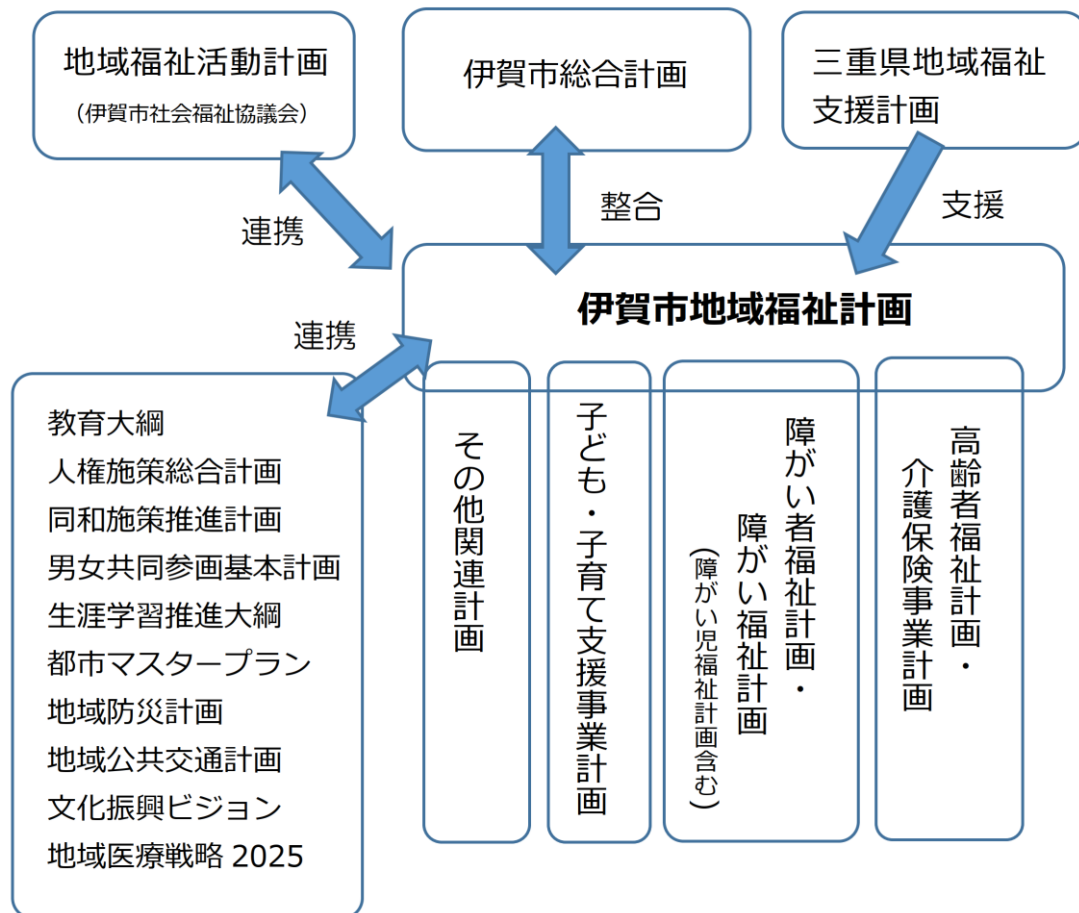 地域福祉活動計画
（伊賀市社会福祉協議会）
伊賀市総合計画
三重県地域福祉
支援計画
連携
整合
支援
伊賀市地域福祉計画
連携
教育大綱
人権施策総合計画
同和施策推進計画
男女共同参画基本計画
生涯学習推進大綱
都市マスタープラン
地域防災計画
地域公共交通計画
文化振興ビジョン
地域医療戦略 2025
その他関連計画
子ども・子育て支援事業計画
障がい者福祉計画・
障がい福祉計画
(障がい児福祉計画含む)
高齢者福祉計画・
介護保険事業計画